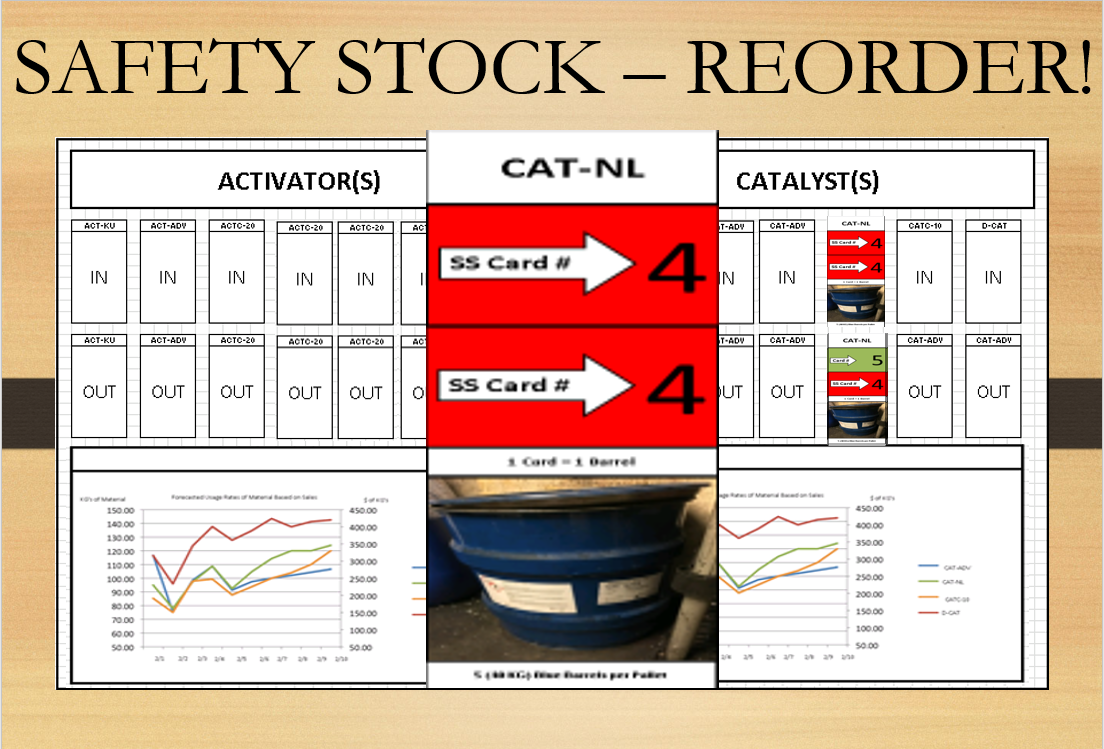 SAFETY STOCK – REORDER!
ACTIVATOR(S)
CAT-NL
CATALYST(S)
SS Card # 4
SS Card # 4
1 Card = 1 Barrel
5 (40 KG) Blue Barrels per Pallet
ACT-KU
ACT-ADV
ACTC-20
ACTC-20
ACTC-20
ACT
T-ADV
CAT-ADV
CAT-NL
CATC-10
D-CAT
IN
IN
IN
IN
IN
IN
IN
SS Card # 4
SS Card # 4
IN
IN
ACT-KU
ACT-ADV
ACTC-20
ACTC-20
ACTC-20
ACT
T-ADV
CAT-ADV
CAT-NL
CAT-ADV
CAT-ADV
OUT
OUT
OUT
OUT
OUT
O
OUT
OUT
Card # 5
SS Card # 4
OUT
OUT
KG's of Material
Forecasted Usage Rates of Material Based on Sales
$ of KG's
150.00
140.00
130.00
120.00
110.00
100.00
90.00
80.00
70.00
60.00
50.00
450.00
400.00
350.00
300.00
250.00
200.00
150.00
100.00
50.00
2/1 2/2 2/3 2/4 2/5 2/6 2/7 2/8 2/9 2/10
ge Rates of Material Based on Sales
$ of KG's
450.00
400.00
350.00
300.00
250.00
200.00
150.00
100.00
50.00
2/4 2/5 2/6 2/7 2/8 2/9 2/10
CAT-ADV
CAT-NL
CATC-10
D-CAT